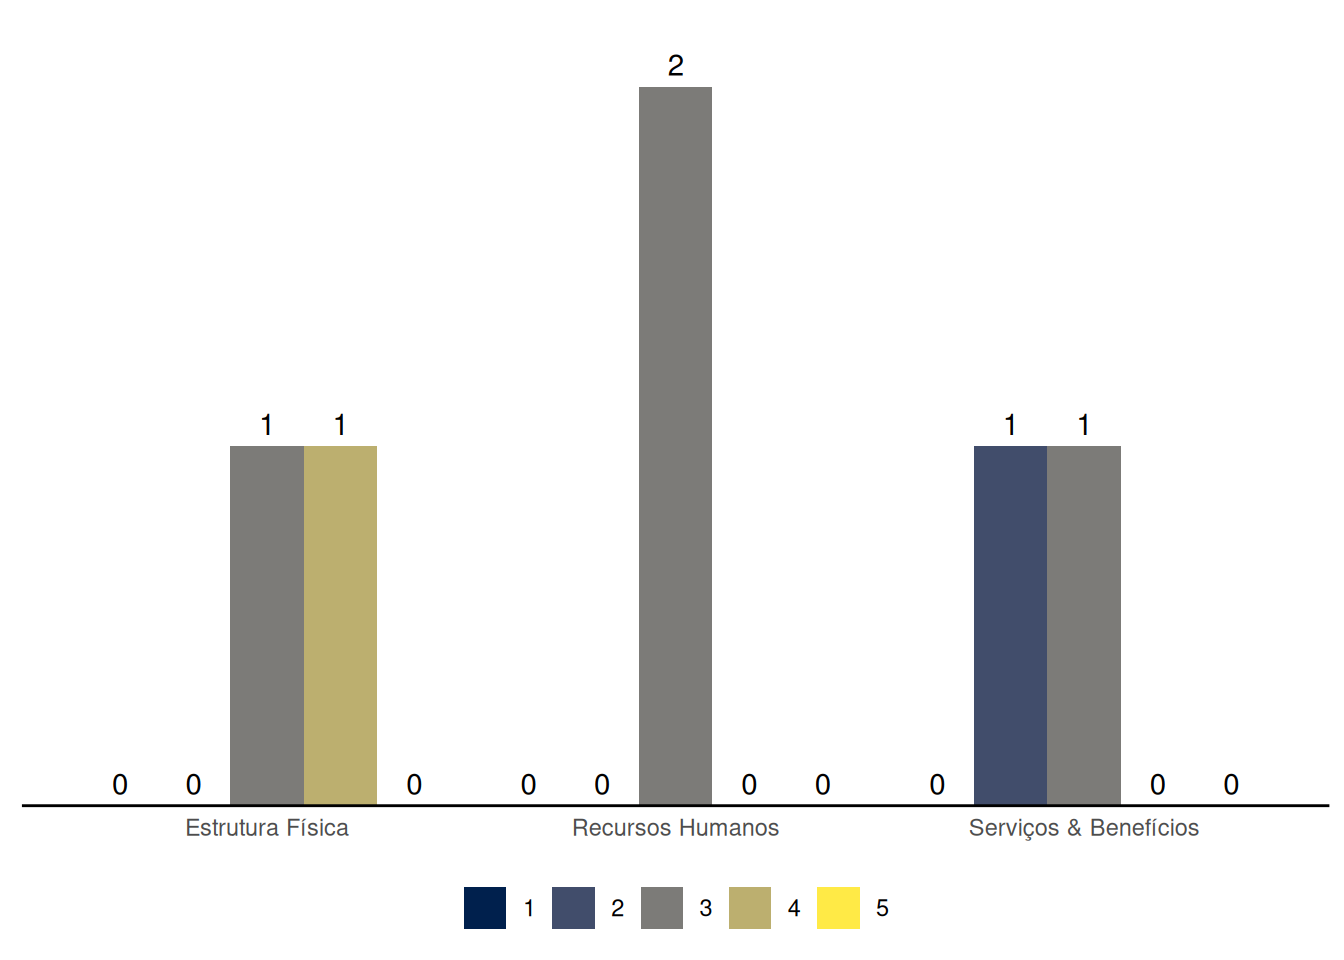 2
1 1 1 1
0 0 0 0 0 0 0 0 0 0
Estrutura Física Recursos Humanos Serviços & Benefícios
1 2 3 4 5